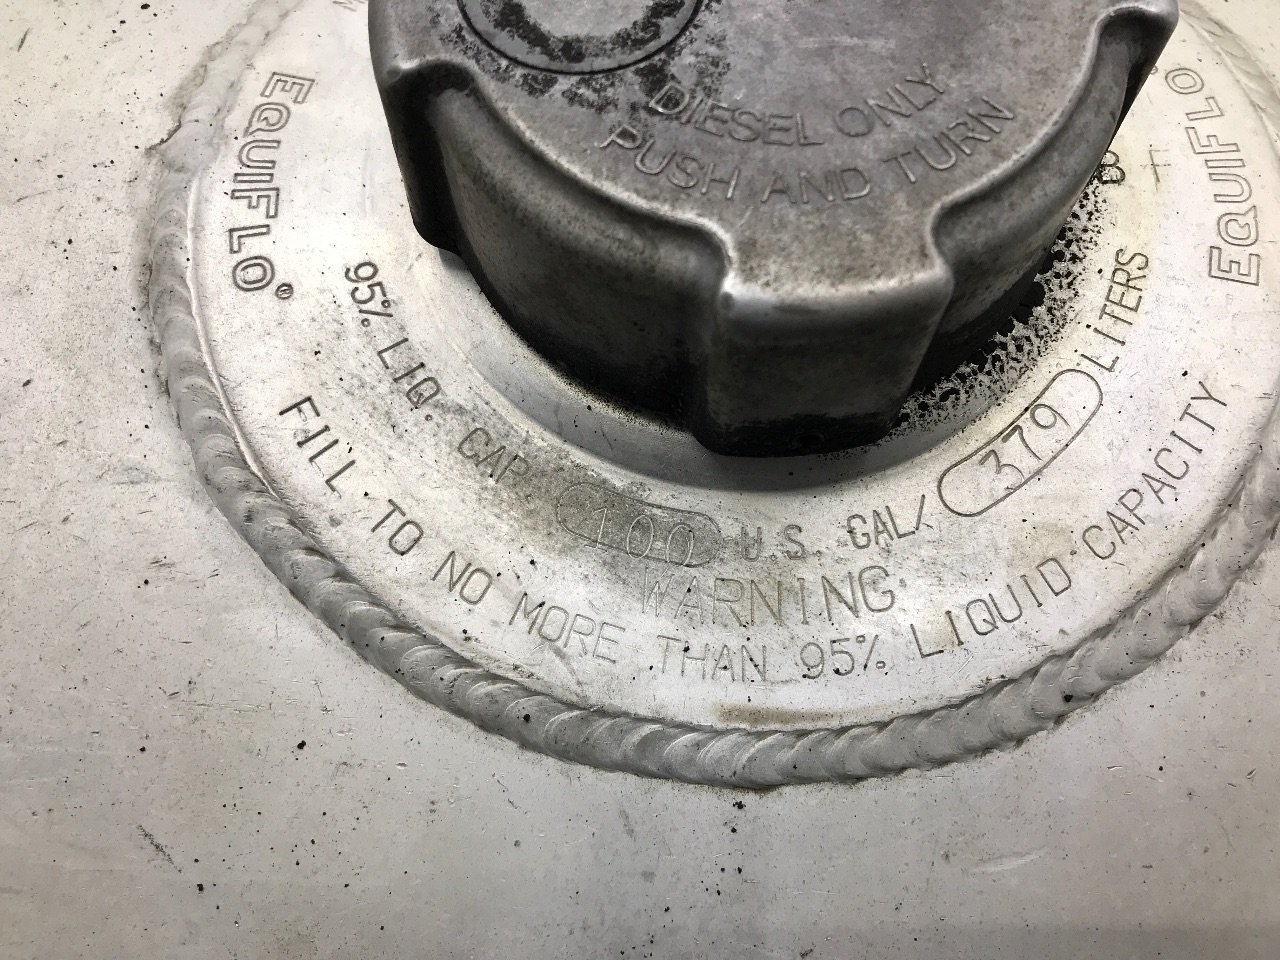 DIESEL ONLY
PUSH AND TURN
EQUIFLO®
EQUIFLO
B F
95% LIQ. CAP. 100 U.S. GAL/ 379 LITERS
WARNING
FILL TO NO MORE THAN 95% LIQUID CAPACITY